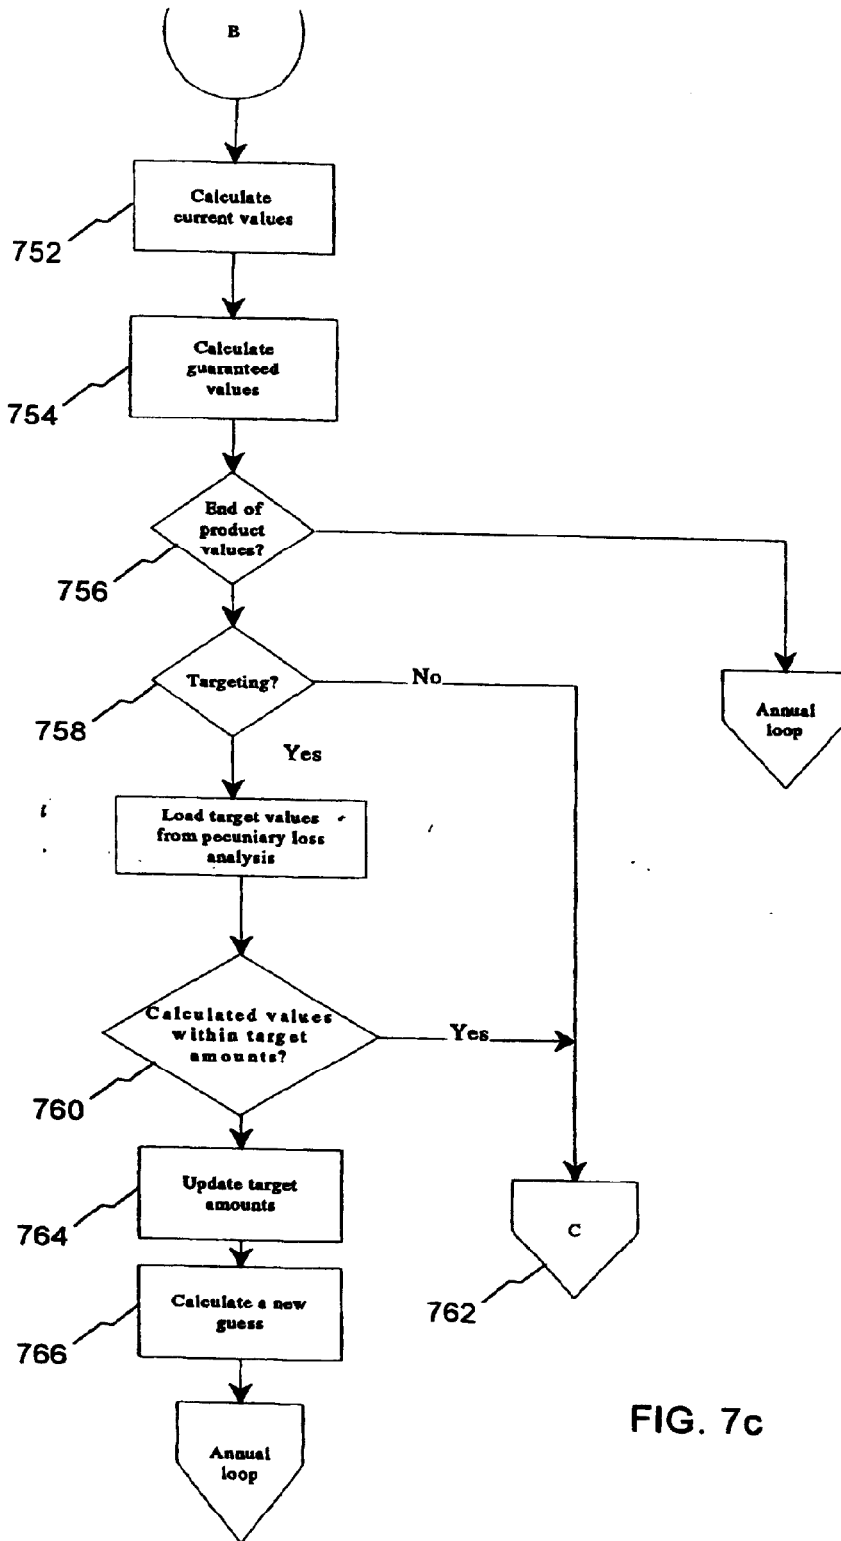 B
Calculate
current values
752
Calculate
guaranteed
values
754
End of
product
values?
756
Targeting?
No
758
Yes
Annual
loop
Load target values
from pecuniary loss
analysis
Calculated values
within target
amounts?
Yes
760
Update target
amounts
764
C
762
Calculate a new
guess
766
Annual
loop
FIG. 7c